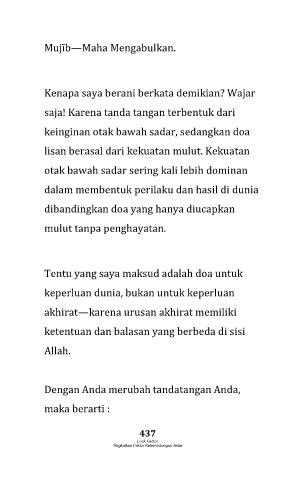 Mujīb—Maha Mengabulkan.
Kenapa saya berani berkata demikian? Wajar
saja! Karena tanda tangan terbentuk dari
keinginan otak bawah sadar, sedangkan doa
lisan berasal dari kekuatan mulut. Kekuatan
otak bawah sadar sering kali lebih dominan
dalam membentuk perilaku dan hasil di dunia
dibandingkan doa yang hanya diucapkan
mulut tanpa penghayatan.
Tentu yang saya maksud adalah doa untuk
keperluan dunia, bukan untuk keperluan
akhirat—karena urusan akhirat memiliki
ketentuan dan balasan yang berbeda di sisi
Allah.
Dengan Anda merubah tandatangan Anda,
maka berarti :
437
Luck Factor
Tingkatkan Faktor Keberuntungan Anda